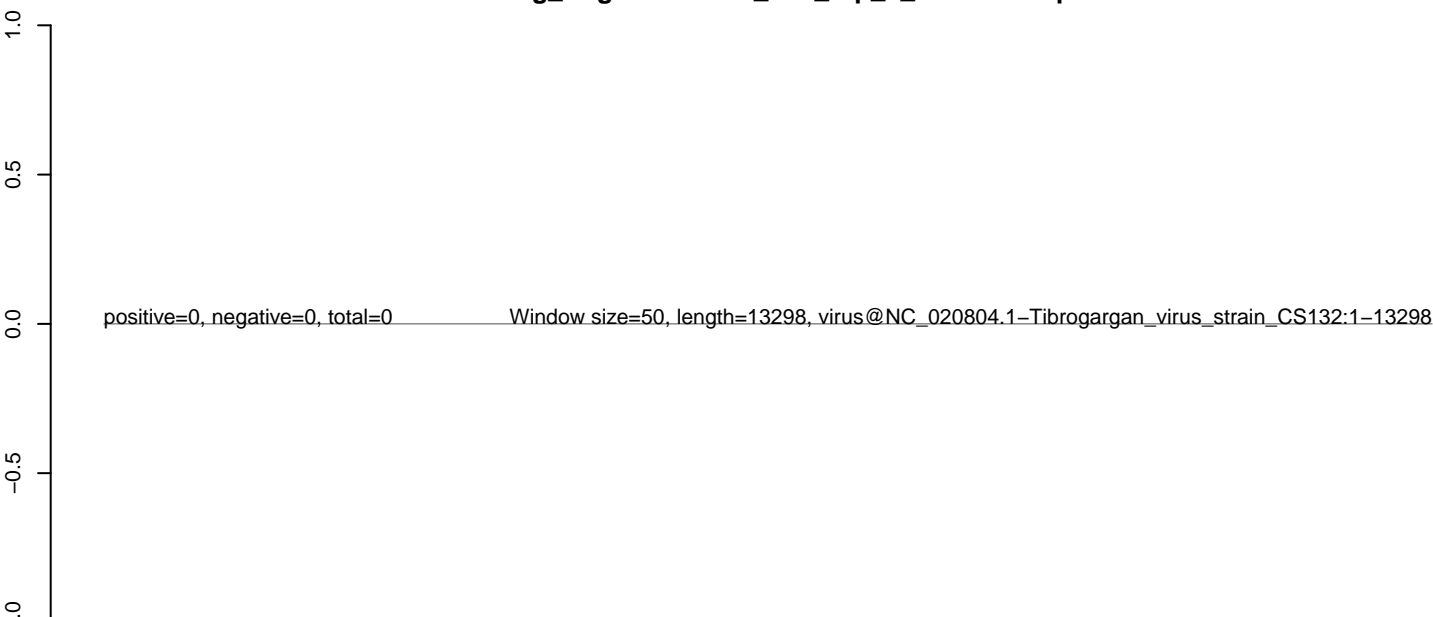 1.0
0.5
positive=0, negative=0, total=0 Window size=50, length=13298, virus@NC_020804.1−Tibrogargan_virus_strain_CS132:1−13298
0.0
−0.5